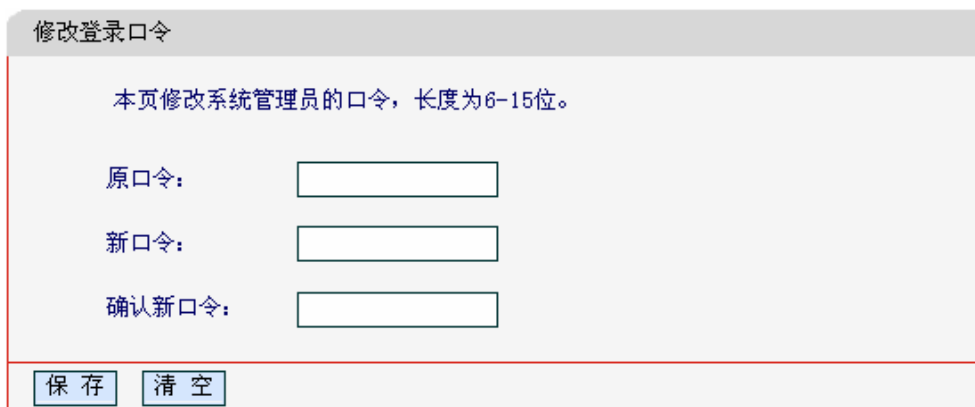 修改登录口令
本页修改系统管理员的口令，长度为6-15位。
原口令：
新口令：
确认新口令：
保 存 清 空